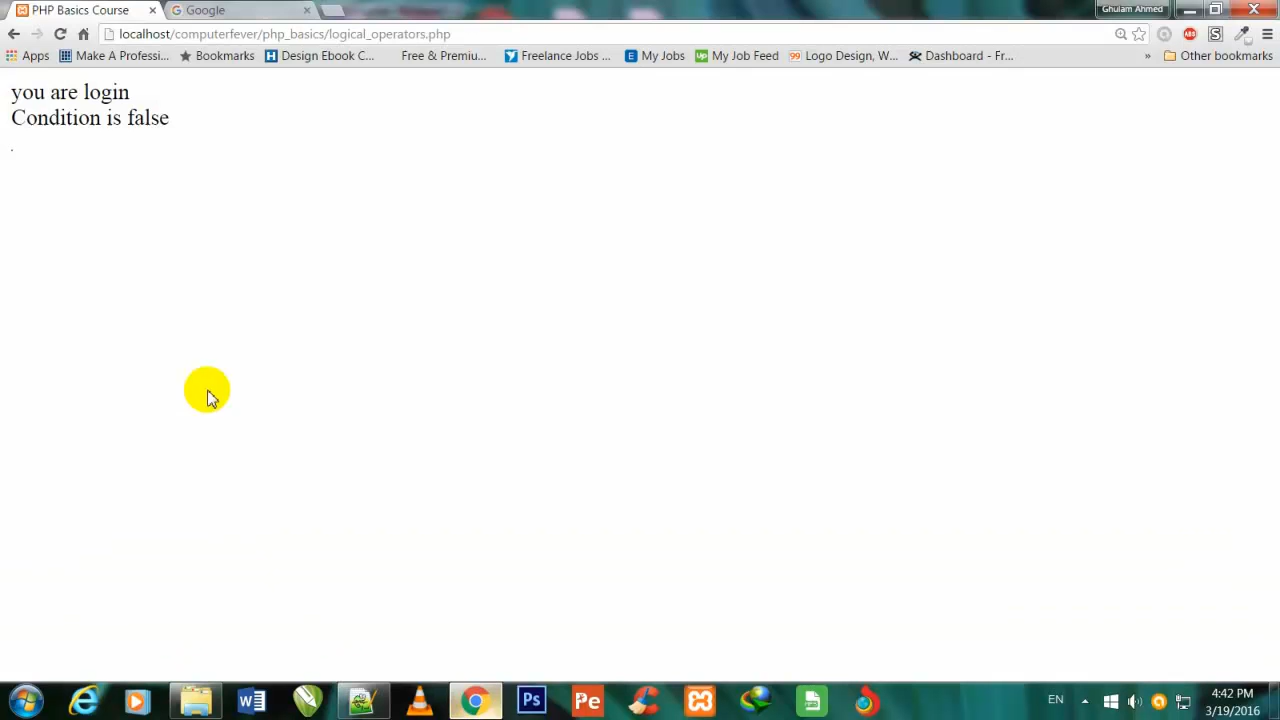 PHP Basics Course
Google
Ghulam Ahmed
localhost/computerfever/php_basics/logical_operators.php
Apps
Make A Professi...
Bookmarks
Design Ebook C...
Free & Premiu...
Freelance Jobs ...
My Jobs
My Job Feed
Logo Design, W...
Dashboard - Fr...
»
Other bookmarks
you are login
Condition is false
.
EN
4:42 PM
3/19/2016